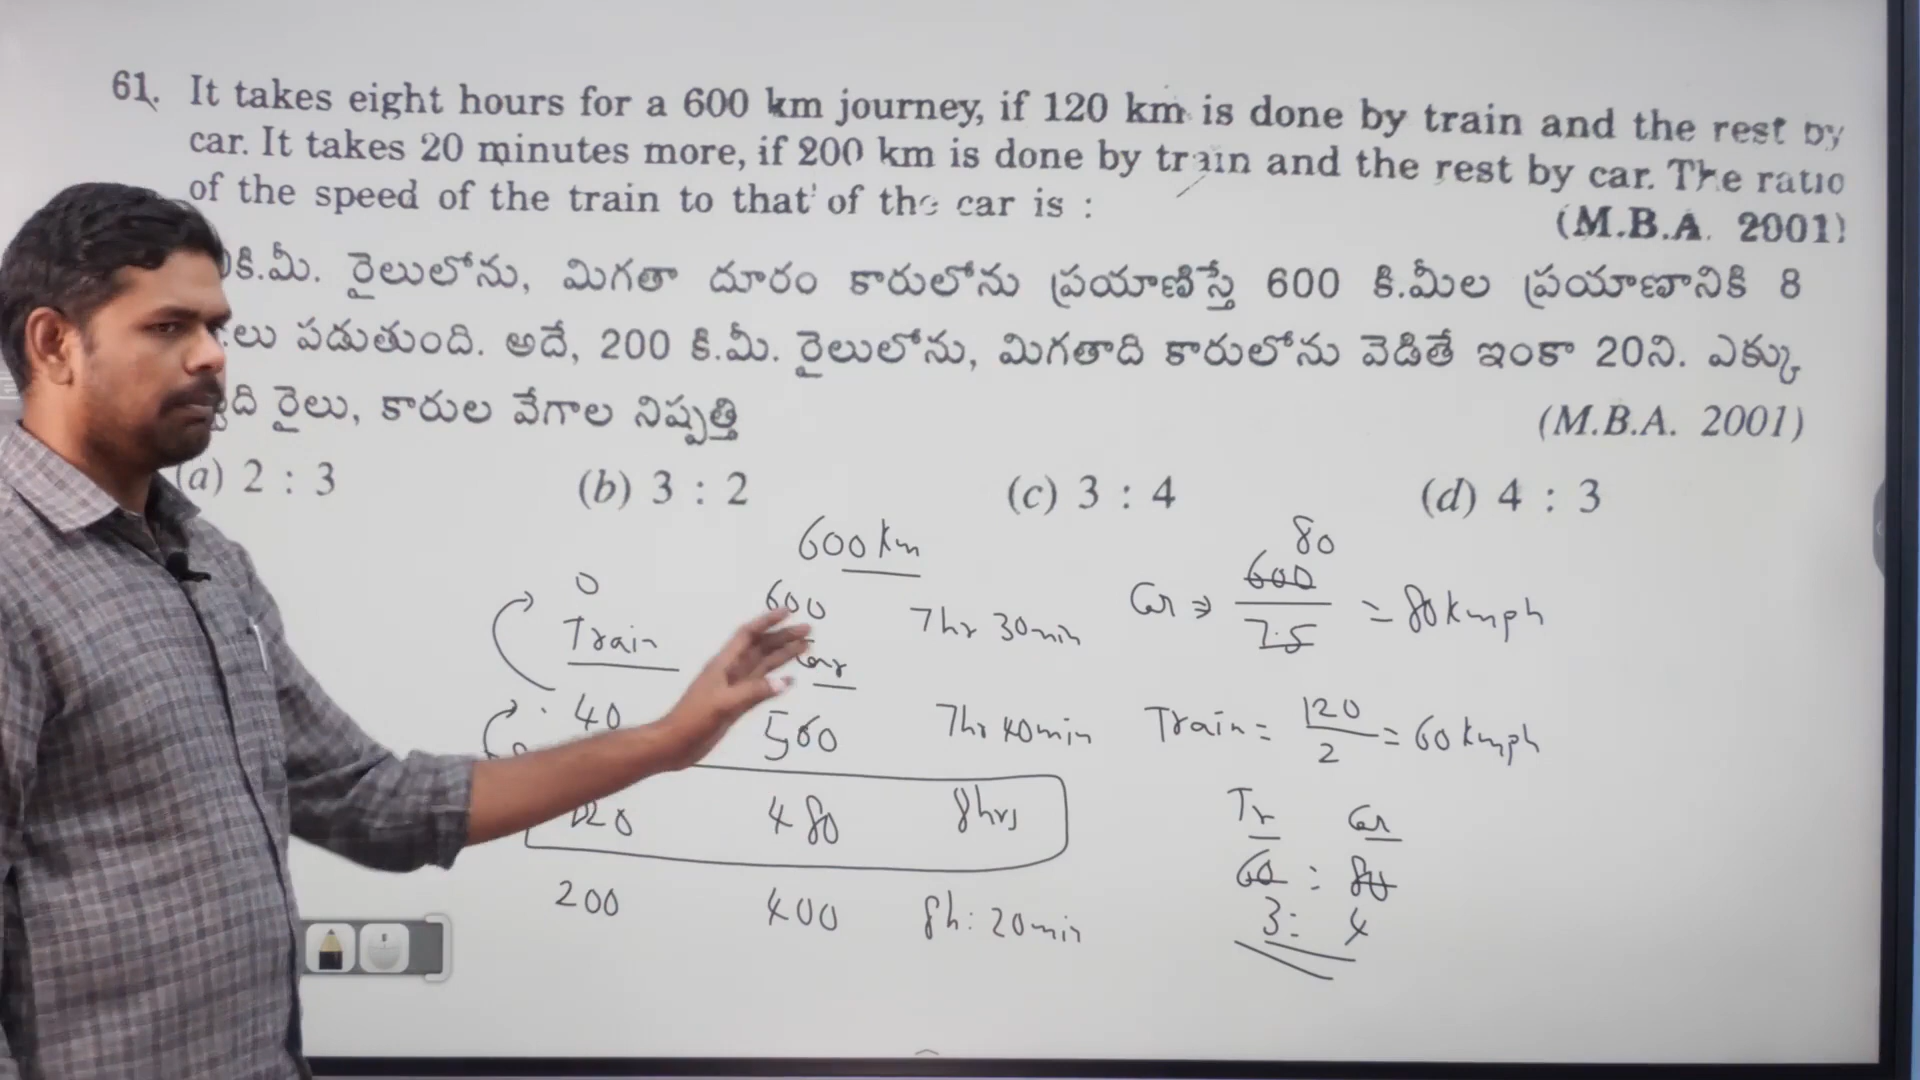 61. It takes eight hours for a 600 km journey, if 120 km is done by train and the rest by
car. It takes 20 minutes more, if 200 km is done by train and the rest by car. The ratio
of the speed of the train to that of the car is :
(M.B.A. 2001)
కి.మీ. రైలులోను, మిగతా దూరం కారులోను ప్రయాణిస్తే 600 కి.మీల ప్రయాణానికి 8
లు పడుతుంది. అదే, 200 కి.మీ. రైలులోను, మిగతాది కారులోను వెడితే ఇంకా 20ని. ఎక్కు
ది రైలు, కారుల వేగాల నిష్పత్తి (M.B.A. 2001)
(a) 2 : 3 (b) 3 : 2 (c) 3 : 4 (d) 4 : 3
600 km
0 600 7hr 30min
Train Car
40 560 7hr 40min
120 480 8hrs
200 400 8h: 20min
80
Car ⇒ 600/7.5 = 80 kmph
Train = 120/2 = 60 kmph
Tr Car
60 : 80
3 : 4